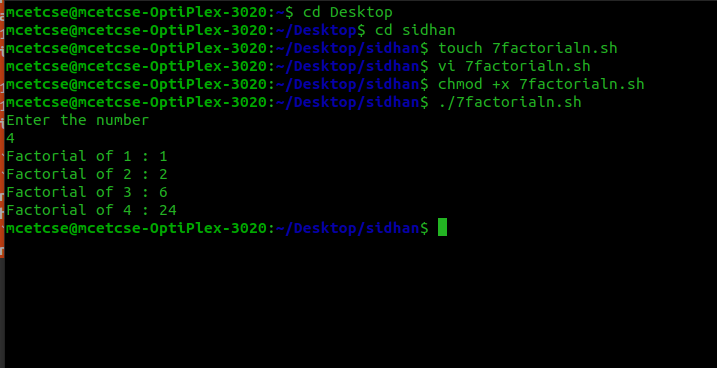 mcetcse@mcetcse-OptiPlex-3020:~$ cd Desktop
mcetcse@mcetcse-OptiPlex-3020:~/Desktop$ cd sidhan
mcetcse@mcetcse-OptiPlex-3020:~/Desktop/sidhan$ touch 7factorialn.sh
mcetcse@mcetcse-OptiPlex-3020:~/Desktop/sidhan$ vi 7factorialn.sh
mcetcse@mcetcse-OptiPlex-3020:~/Desktop/sidhan$ chmod +x 7factorialn.sh
mcetcse@mcetcse-OptiPlex-3020:~/Desktop/sidhan$ ./7factorialn.sh
Enter the number
4
Factorial of 1 : 1
Factorial of 2 : 2
Factorial of 3 : 6
Factorial of 4 : 24
mcetcse@mcetcse-OptiPlex-3020:~/Desktop/sidhan$